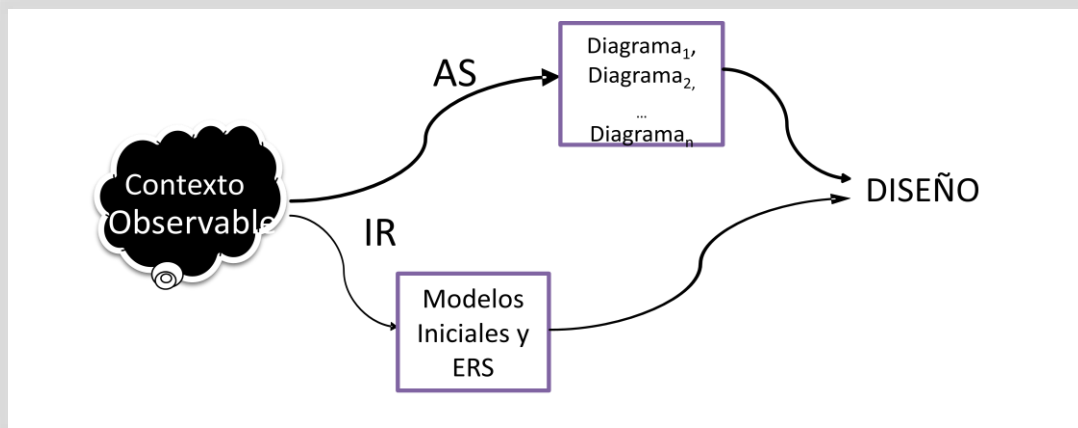 AS
Diagrama1,
Diagrama2,
...
Diagraman
Contexto
Observable
IR
Modelos
Iniciales y
ERS
DISEÑO